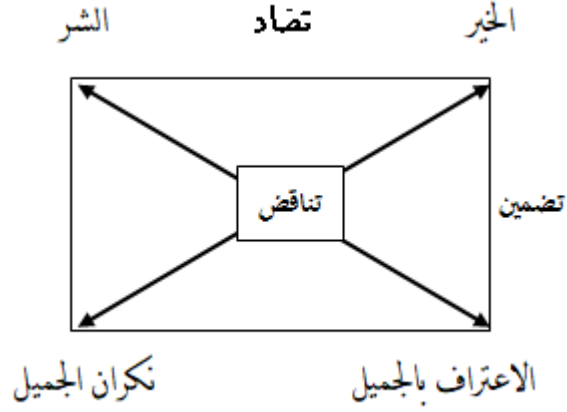 الخير تضاد الشر
تناقض
تضمين
الاعتراف بالجميل نكران الجميل